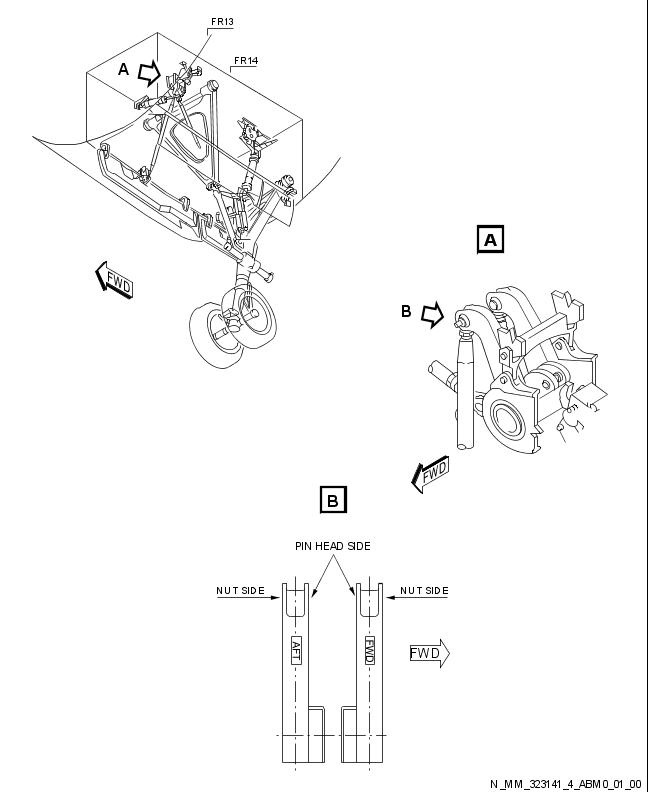 FR13
FR14
A
FWD
A
B
FWD
B
PIN HEAD SIDE
NUT SIDE
NUT SIDE
AFT
FWD
FWD
N_MM_323141_4_ABM0_01_00